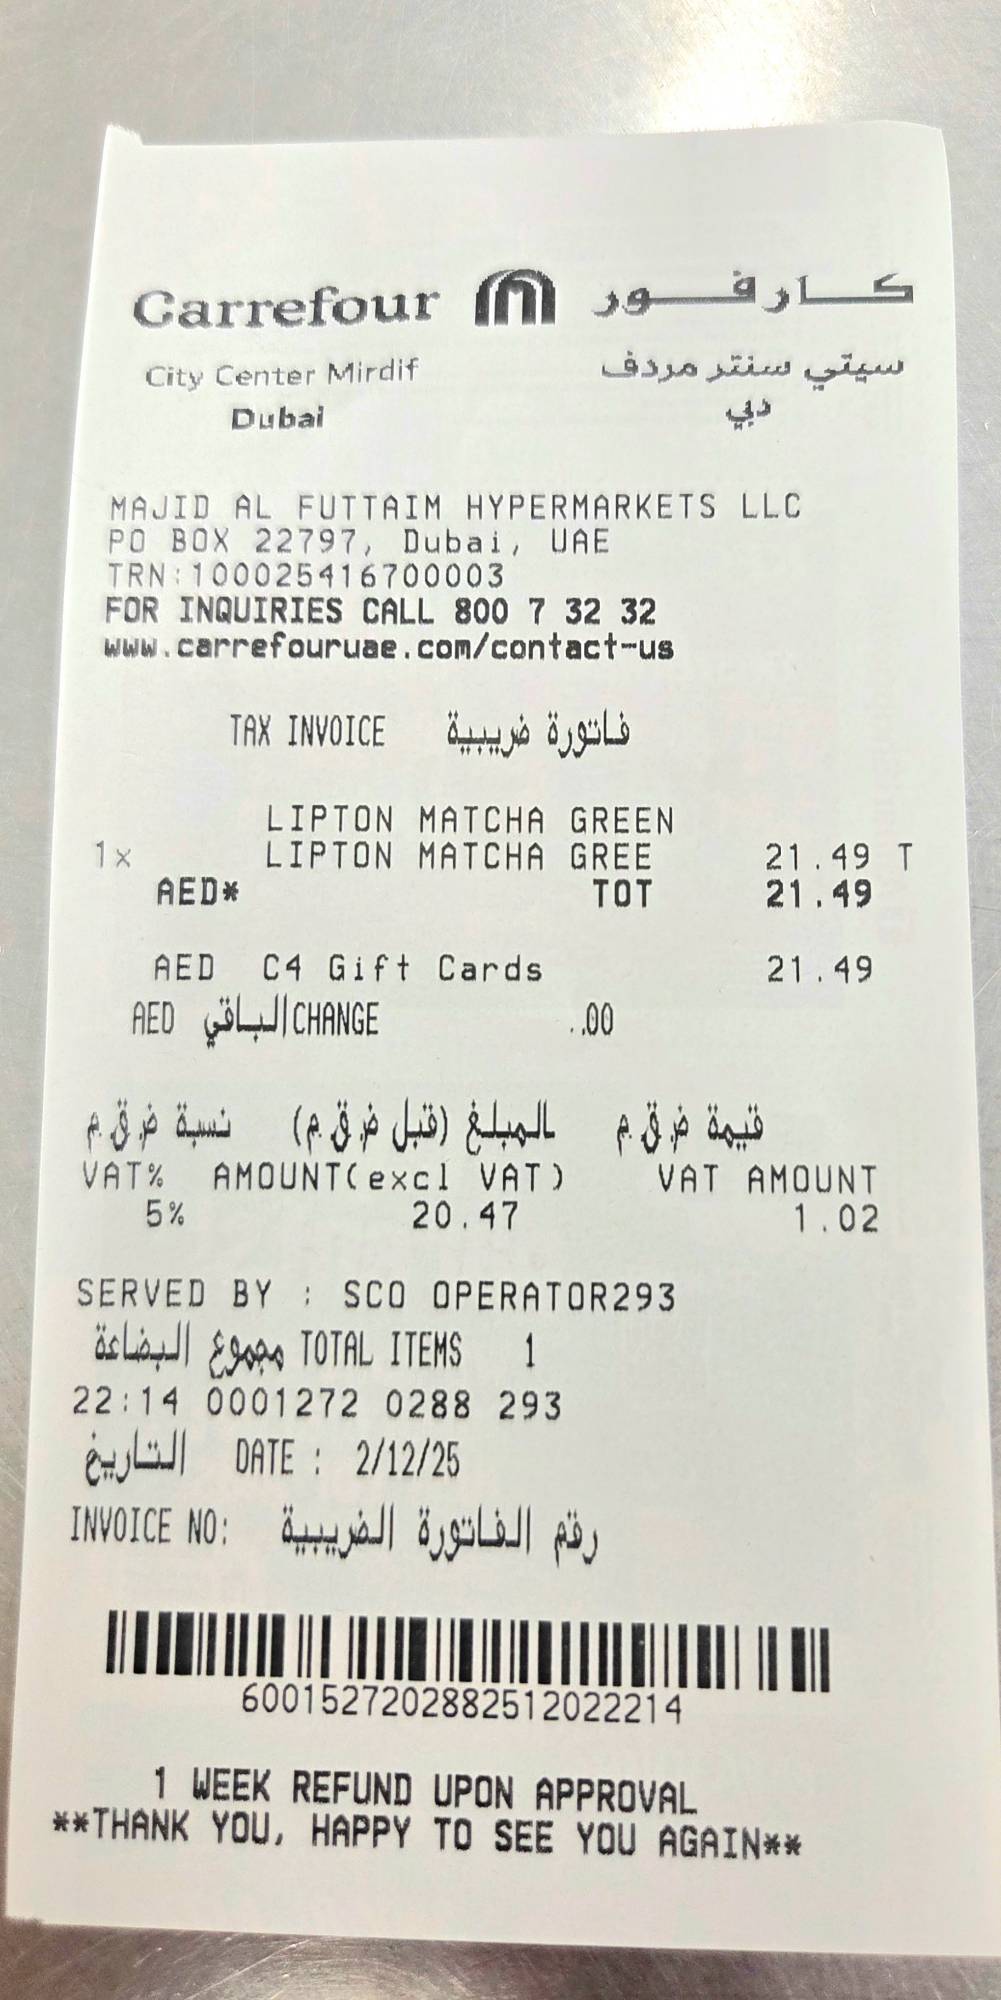 Carrefour كارفور
City Center Mirdif سيتي سنتر مردف
Dubai دبي
MAJID AL FUTTAIM HYPERMARKETS LLC
PO BOX 22797, Dubai, UAE
TRN:100025416700003
FOR INQUIRIES CALL 800 7 32 32
www.carrefouruae.com/contact-us
TAX INVOICE فاتورة ضريبية
LIPTON MATCHA GREEN
1x LIPTON MATCHA GREE 21.49 T
AED* TOT 21.49
AED C4 Gift Cards 21.49
AED الباقي CHANGE ..00
نسبة ض.ق.م المبلغ (قبل ض.ق.م) قيمة ض.ق.م
VAT% AMOUNT(excl VAT) VAT AMOUNT
5% 20.47 1.02
SERVED BY : SCO OPERATOR293
مجموع البضاعة TOTAL ITEMS 1
22:14 0001272 0288 293
التاريخ DATE : 2/12/25
INVOICE NO: رقم الفاتورة الضريبية
6001527202882512022214
1 WEEK REFUND UPON APPROVAL
**THANK YOU, HAPPY TO SEE YOU AGAIN**